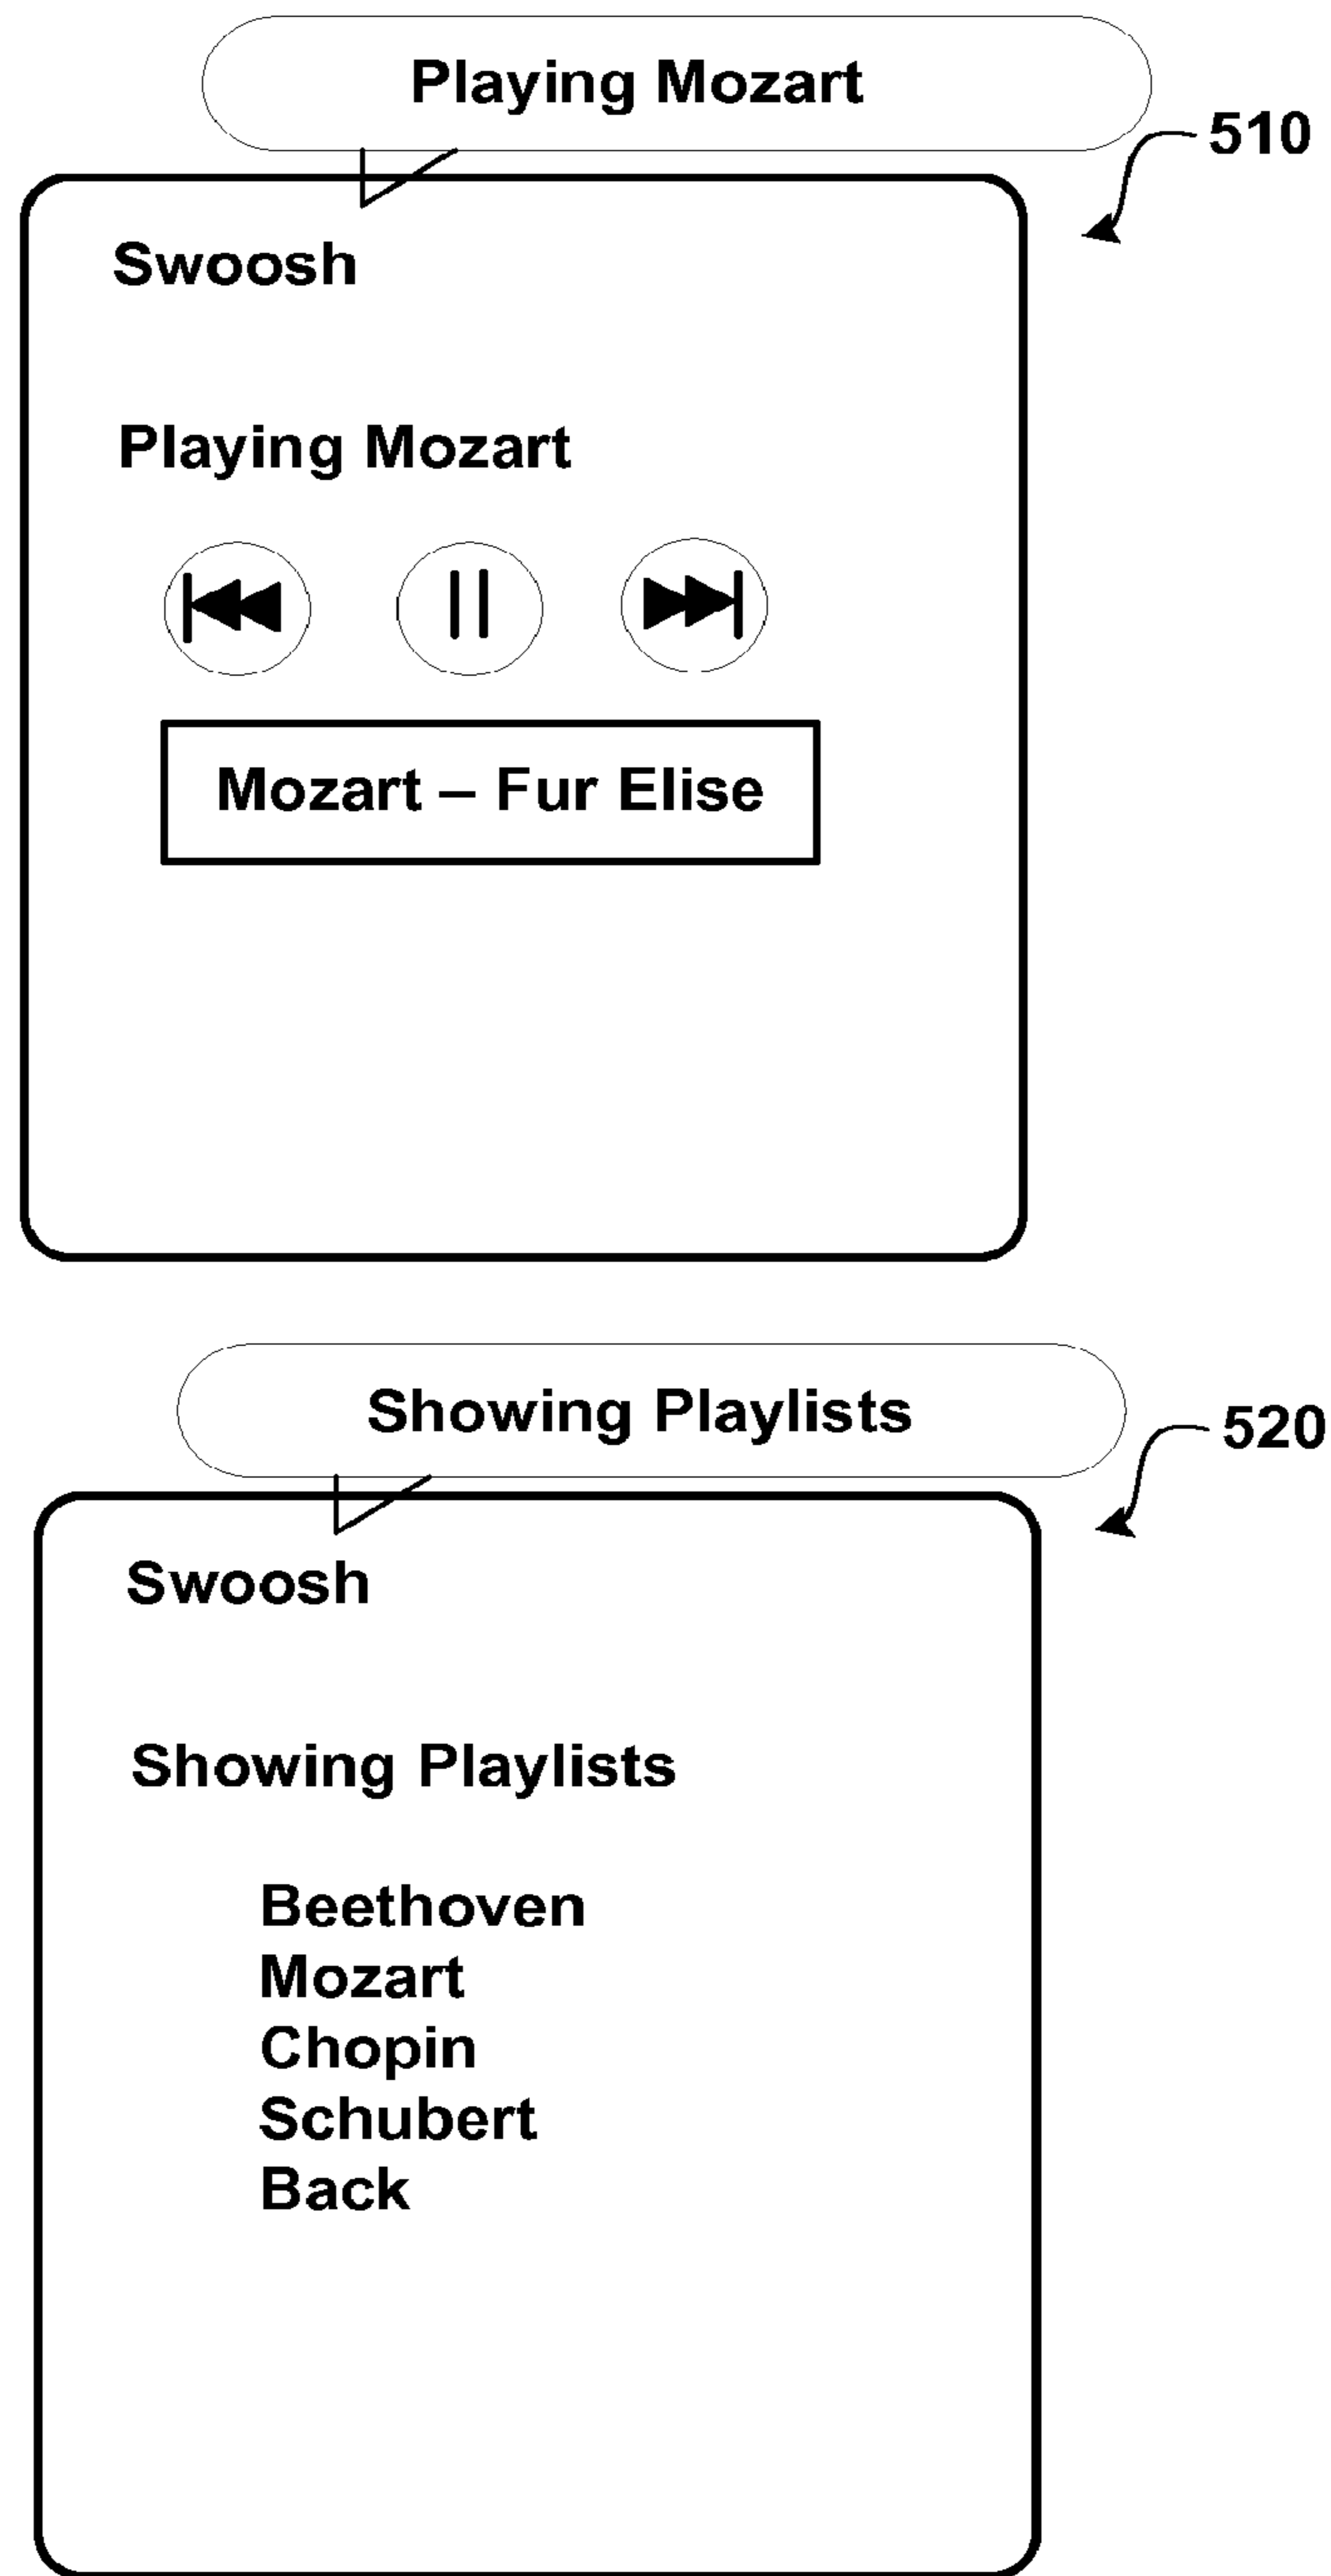 Playing Mozart
510
Swoosh
Playing Mozart
Mozart – Fur Elise
Showing Playlists
520
Swoosh
Showing Playlists
Beethoven
Mozart
Chopin
Schubert
Back